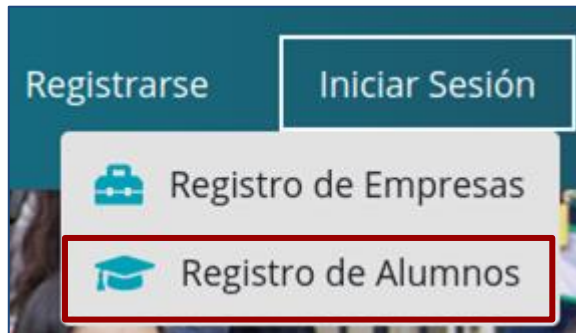 Registrarse Iniciar Sesión
Registro de Empresas
Registro de Alumnos